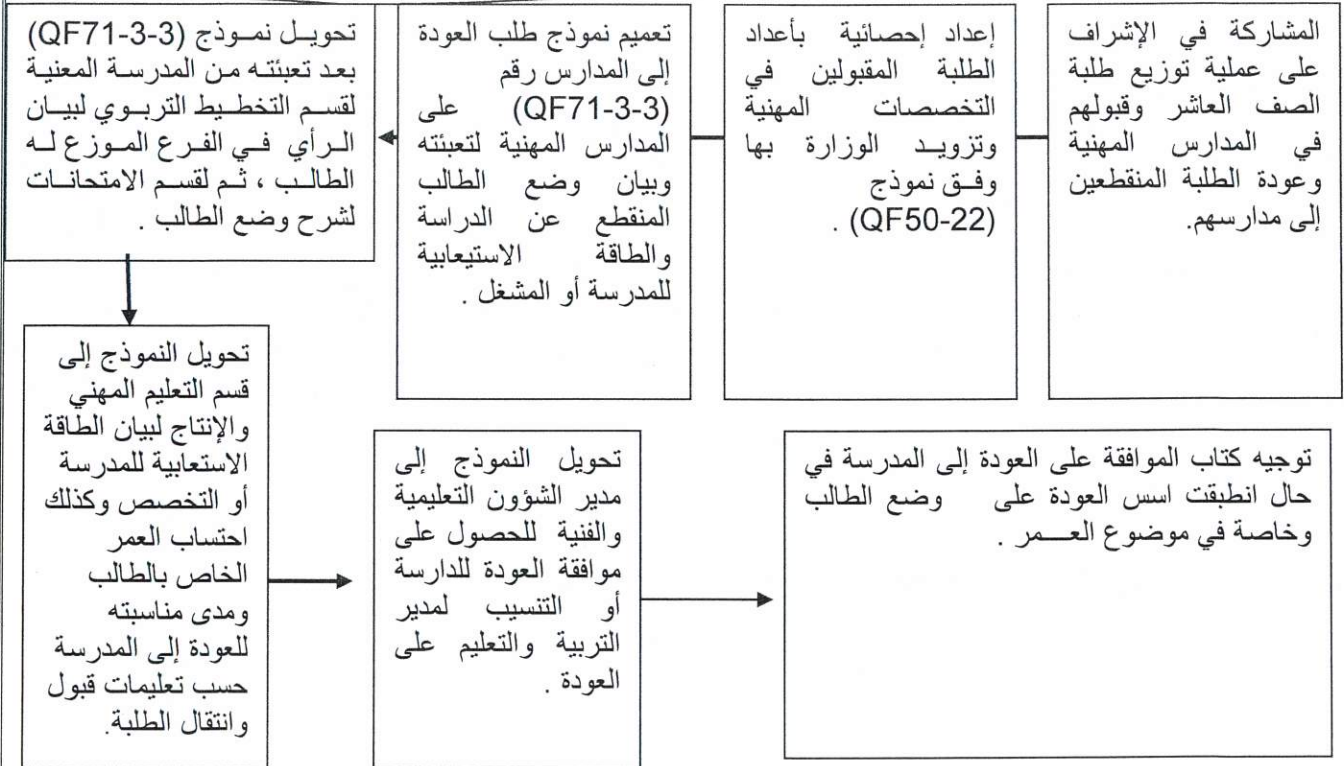 المشاركة في الإشراف
على عملية توزيع طلبة
الصف العاشر وقبولهم
في المدارس المهنية
وعودة الطلبة المنقطعين
إلى مدارسهم.
إعداد إحصائية بأعداد
الطلبة المقبولين في
التخصصات المهنية
وتزويد الوزارة بها
وفق نموذج
(QF50-22) .
تعميم نموذج طلب العودة
إلى المدارس رقم
(QF71-3-3) على
المدارس المهنية لتعبئته
وبيان وضع الطالب
المنقطع عن الدراسة
والطاقة الاستيعابية
للمدرسة أو المشغل .
تحويل نموذج (QF71-3-3)
بعد تعبئته من المدرسة المعنية
لقسم التخطيط التربوي لبيان
الرأي في الفرع الموزع له
الطالب ، ثم لقسم الامتحانات
لشرح وضع الطالب .
تحويل النموذج إلى
قسم التعليم المهني
والإنتاج لبيان الطاقة
الاستعابية للمدرسة
أو التخصص وكذلك
احتساب العمر
الخاص بالطالب
ومدى مناسبته
للعودة إلى المدرسة
حسب تعليمات قبول
وانتقال الطلبة.
تحويل النموذج إلى
مدير الشؤون التعليمية
والفنية للحصول على
موافقة العودة للدارسة
أو التنسيب لمدير
التربية والتعليم على
العودة .
توجيه كتاب الموافقة على العودة إلى المدرسة في
حال انطبقت اسس العودة على وضع الطالب
وخاصة في موضوع العمر .